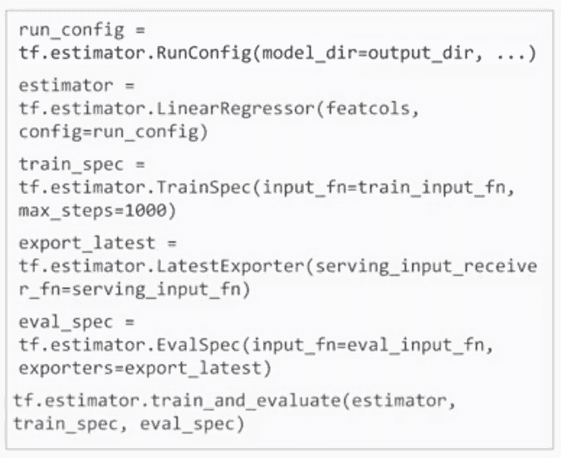 run_config =
tf.estimator.RunConfig(model_dir=output_dir, ...)
estimator =
tf.estimator.LinearRegressor(featcols,
config=run_config)
train_spec =
tf.estimator.TrainSpec(input_fn=train_input_fn,
max_steps=1000)
export_latest =
tf.estimator.LatestExporter(serving_input_receive
r_fn=serving_input_fn)
eval_spec =
tf.estimator.EvalSpec(input_fn=eval_input_fn,
exporters=export_latest)
tf.estimator.train_and_evaluate(estimator,
train_spec, eval_spec)